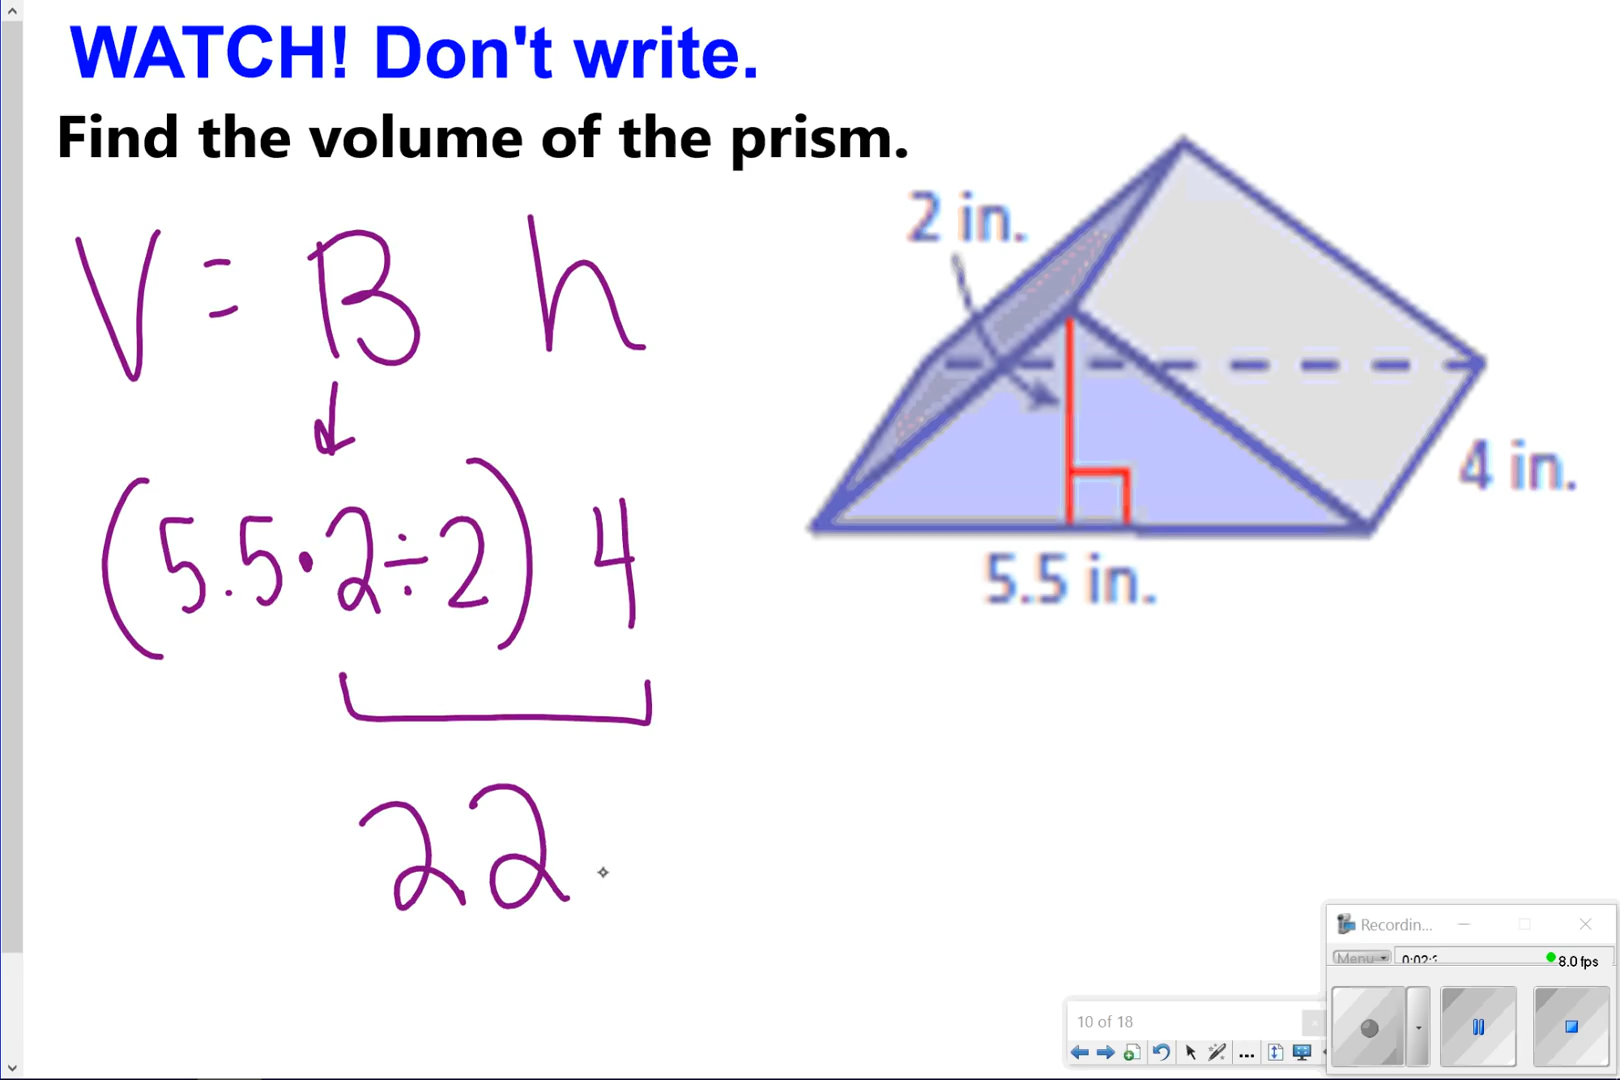 WATCH! Don't write.
Find the volume of the prism.
2 in.
V = B h
4 in.
(5.5·2÷2) 4
5.5 in.
22
Recordin...
Menu
8.0 fps
10 of 18